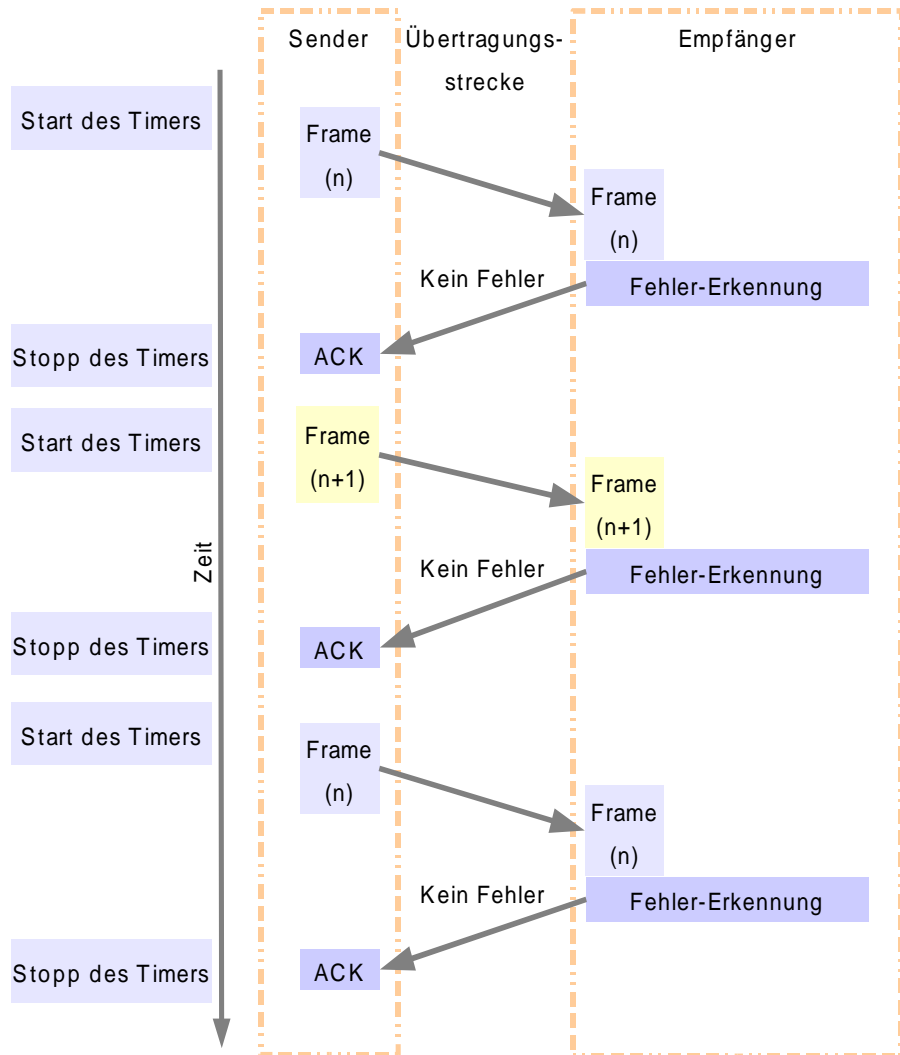 Sender
Übertragungs-
strecke
Empfänger
Start des Timers
Frame
(n)
Frame
(n)
Kein Fehler
Fehler-Erkennung
Stopp des Timers
ACK
Start des Timers
Frame
(n+1)
Frame
(n+1)
Zeit
Kein Fehler
Fehler-Erkennung
Stopp des Timers
ACK
Start des Timers
Frame
(n)
Frame
(n)
Kein Fehler
Fehler-Erkennung
Stopp des Timers
ACK